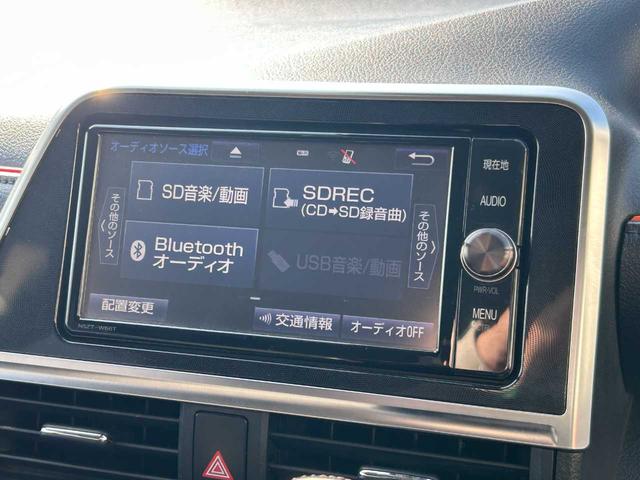 オーディオソース選択
現在地
SD音楽/動画
SDREC
(CD➡SD録音曲)
AUDIO
その他のソース
その他のソース
Bluetooth
オーディオ
USB音楽/動画
PWR·VOL
MENU
配置変更
交通情報
オーディオOFF
NSZT-W66T